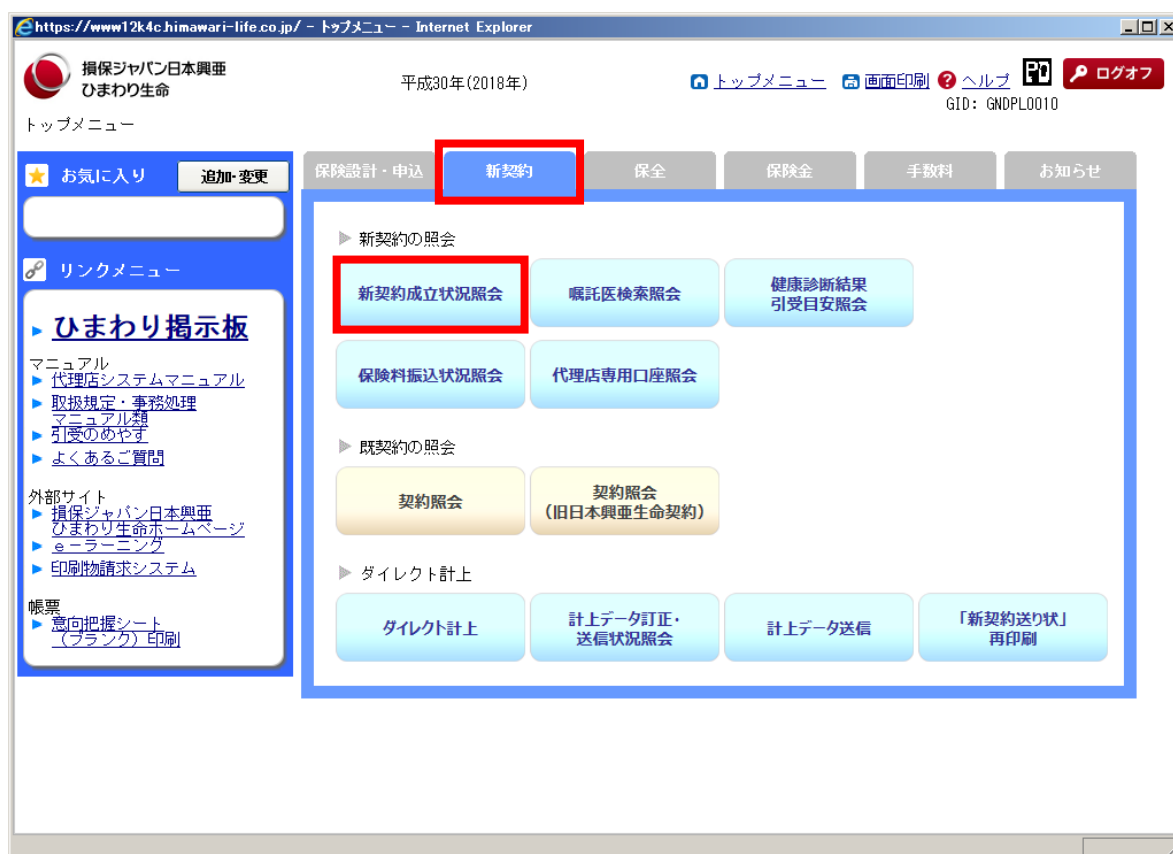 https://www12k4c.himawari-life.co.jp/ - トップメニュー - Internet Explorer
損保ジャパン日本興亜
ひまわり生命
平成30年(2018年)
トップメニュー
画面印刷
ヘルプ
ログオフ
GID: GNDPL0010
トップメニュー
お気に入り
追加・変更
リンクメニュー
ひまわり掲示板
マニュアル
代理店システムマニュアル
取扱規定・事務処理
マニュアル類
引受のめやす
よくあるご質問
外部サイト
損保ジャパン日本興亜
ひまわり生命ホームページ
e-ラーニング
印刷物請求システム
帳票
意向把握シート
(ブランク)印刷
保険設計・申込
新契約
保全
保険金
手数料
お知らせ
新契約の照会
新契約成立状況照会
嘱託医検索照会
健康診断結果
引受目安照会
保険料振込状況照会
代理店専用口座照会
既契約の照会
契約照会
契約照会
(旧日本興亜生命契約)
ダイレクト計上
ダイレクト計上
計上データ訂正・
送信状況照会
計上データ送信
「新契約送り状」
再印刷